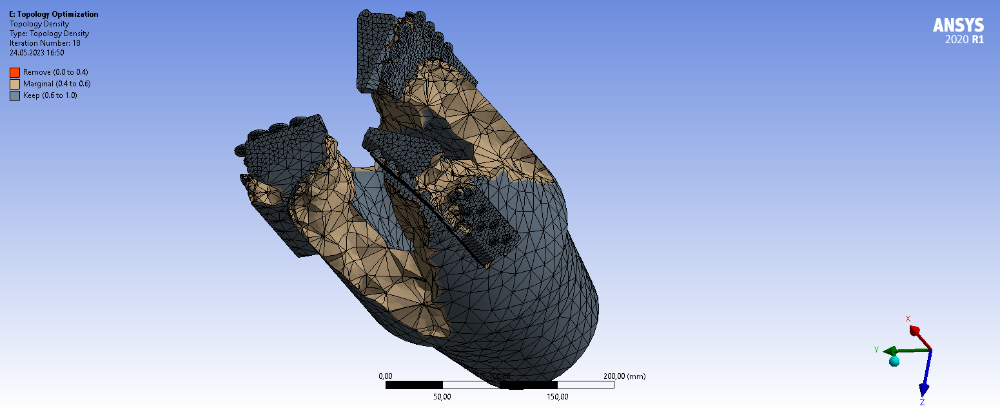 E: Topology Optimization
Topology Density
Type: Topology Density
Iteration Number: 18
24.05.2023 16:50
Remove (0.0 to 0.4)
Marginal (0.4 to 0.6)
Keep (0.6 to 1.0)
ANSYS
2020 R1
X
Y
Z
0,00
100,00
200,00 (mm)
50,00
150,00